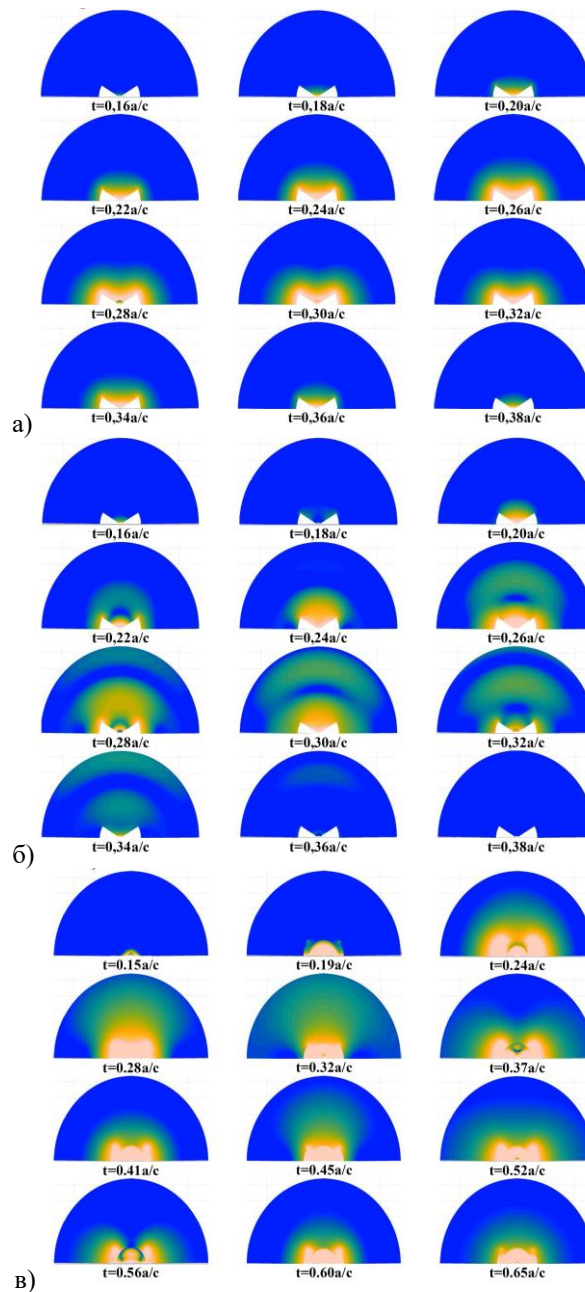 t=0,16a/c t=0,18a/c t=0,20a/c
t=0,22a/c t=0,24a/c t=0,26a/c
t=0,28a/c t=0,30a/c t=0,32a/c
t=0,34a/c t=0,36a/c t=0,38a/c
а)
t=0,16a/c t=0,18a/c t=0,20a/c
t=0,22a/c t=0,24a/c t=0,26a/c
t=0,28a/c t=0,30a/c t=0,32a/c
t=0,34a/c t=0,36a/c t=0,38a/c
б)
t=0.15a/c t=0.19a/c t=0.24a/c
t=0.28a/c t=0.32a/c t=0.37a/c
t=0.41a/c t=0.45a/c t=0.52a/c
t=0.56a/c t=0.60a/c t=0.65a/c
в)